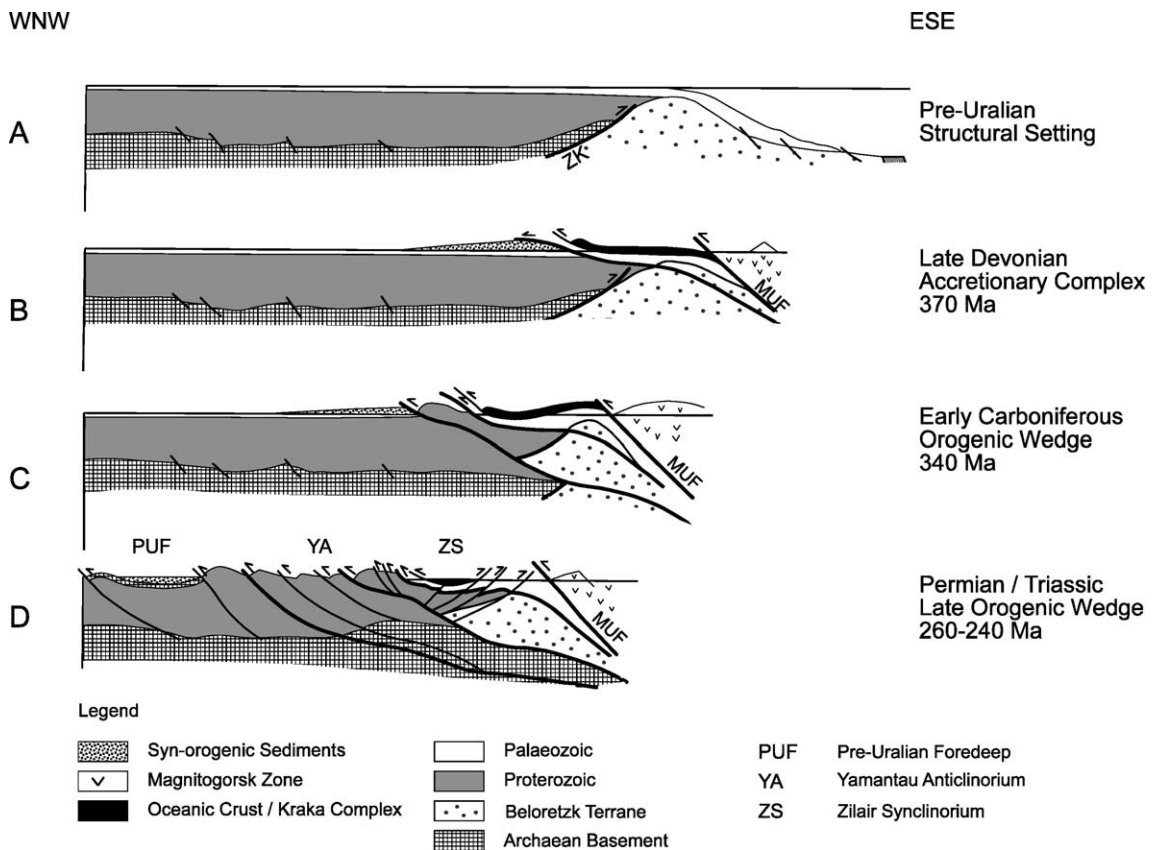 WNW
ESE
A
ZK
Pre-Uralian
Structural Setting
B
MUF
Late Devonian
Accretionary Complex
370 Ma
C
MUF
Early Carboniferous
Orogenic Wedge
340 Ma
PUF
YA
ZS
D
MUF
Permian / Triassic
Late Orogenic Wedge
260-240 Ma
Legend
Syn-orogenic Sediments
Magnitogorsk Zone
Oceanic Crust / Kraka Complex
Palaeozoic
Proterozoic
Beloretzk Terrane
Archaean Basement
PUF Pre-Uralian Foredeep
YA Yamantau Anticlinorium
ZS Zilair Synclinorium